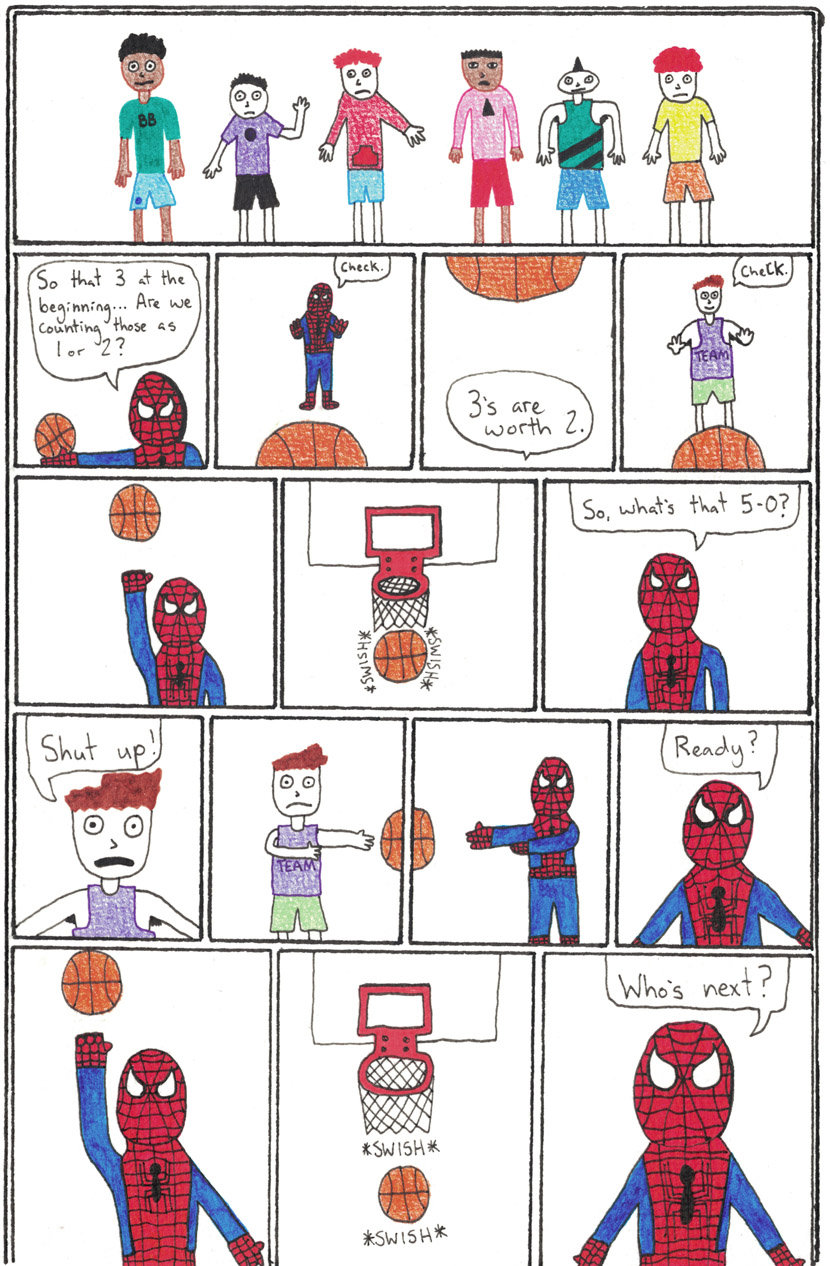 BB
So that 3 at the
beginning... Are we
counting those as
1 or 2?
Check.
3's are
worth 2.
Check.
TEAM
*SWISH*
*SWISH*
So, what's that 5-0?
Shut up!
TEAM
Ready?
*SWISH*
*SWISH*
Who's next?